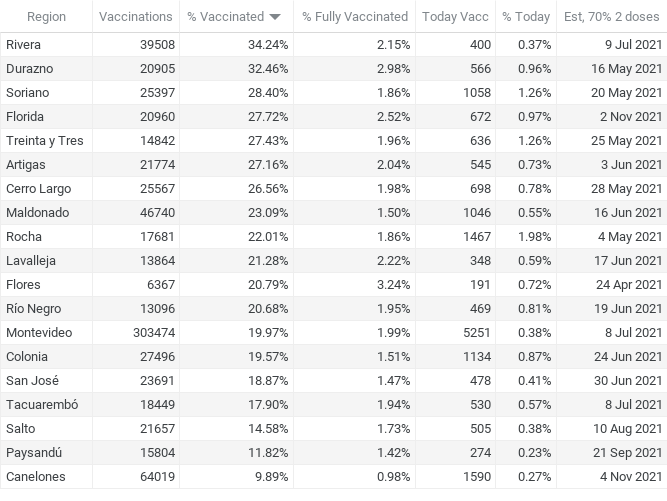 Region Vaccinations % Vaccinated % Fully Vaccinated Today Vacc % Today Est, 70% 2 doses
Rivera 39508 34.24% 2.15% 400 0.37% 9 Jul 2021
Durazno 20905 32.46% 2.98% 566 0.96% 16 May 2021
Soriano 25397 28.40% 1.86% 1058 1.26% 20 May 2021
Florida 20960 27.72% 2.52% 672 0.97% 2 Nov 2021
Treinta y Tres 14842 27.43% 1.96% 636 1.26% 25 May 2021
Artigas 21774 27.16% 2.04% 545 0.73% 3 Jun 2021
Cerro Largo 25567 26.56% 1.98% 698 0.78% 28 May 2021
Maldonado 46740 23.09% 1.50% 1046 0.55% 16 Jun 2021
Rocha 17681 22.01% 1.86% 1467 1.98% 4 May 2021
Lavalleja 13864 21.28% 2.22% 348 0.59% 17 Jun 2021
Flores 6367 20.79% 3.24% 191 0.72% 24 Apr 2021
Río Negro 13096 20.68% 1.95% 469 0.81% 19 Jun 2021
Montevideo 303474 19.97% 1.99% 5251 0.38% 8 Jul 2021
Colonia 27496 19.57% 1.51% 1134 0.87% 24 Jun 2021
San José 23691 18.87% 1.47% 478 0.41% 30 Jun 2021
Tacuarembó 18449 17.90% 1.94% 530 0.57% 8 Jul 2021
Salto 21657 14.58% 1.73% 505 0.38% 10 Aug 2021
Paysandú 15804 11.82% 1.42% 274 0.23% 21 Sep 2021
Canelones 64019 9.89% 0.98% 1590 0.27% 4 Nov 2021